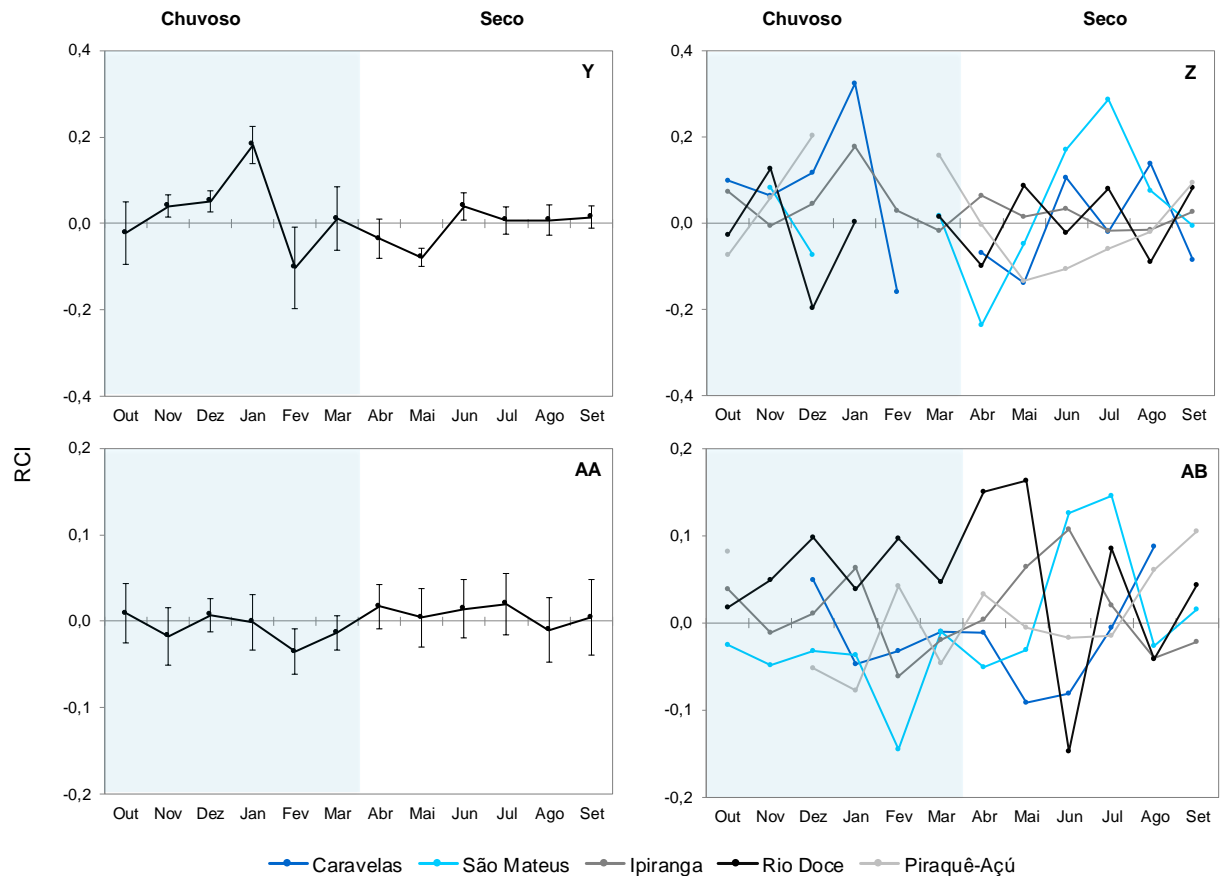 Chuvoso Seco Chuvoso Seco
0,4 Y 0,4 Z
0,2 0,2
0,0 0,0
-0,2 -0,2
-0,4 -0,4
Out Nov Dez Jan Fev Mar Abr Mai Jun Jul Ago Set Out Nov Dez Jan Fev Mar Abr Mai Jun Jul Ago Set
RCI
0,2 AA 0,2 AB
0,1 0,1
0,0 0,0
-0,1 -0,1
-0,2 -0,2
Out Nov Dez Jan Fev Mar Abr Mai Jun Jul Ago Set Out Nov Dez Jan Fev Mar Abr Mai Jun Jul Ago Set
Caravelas São Mateus Ipiranga Rio Doce Piraquê-Açú